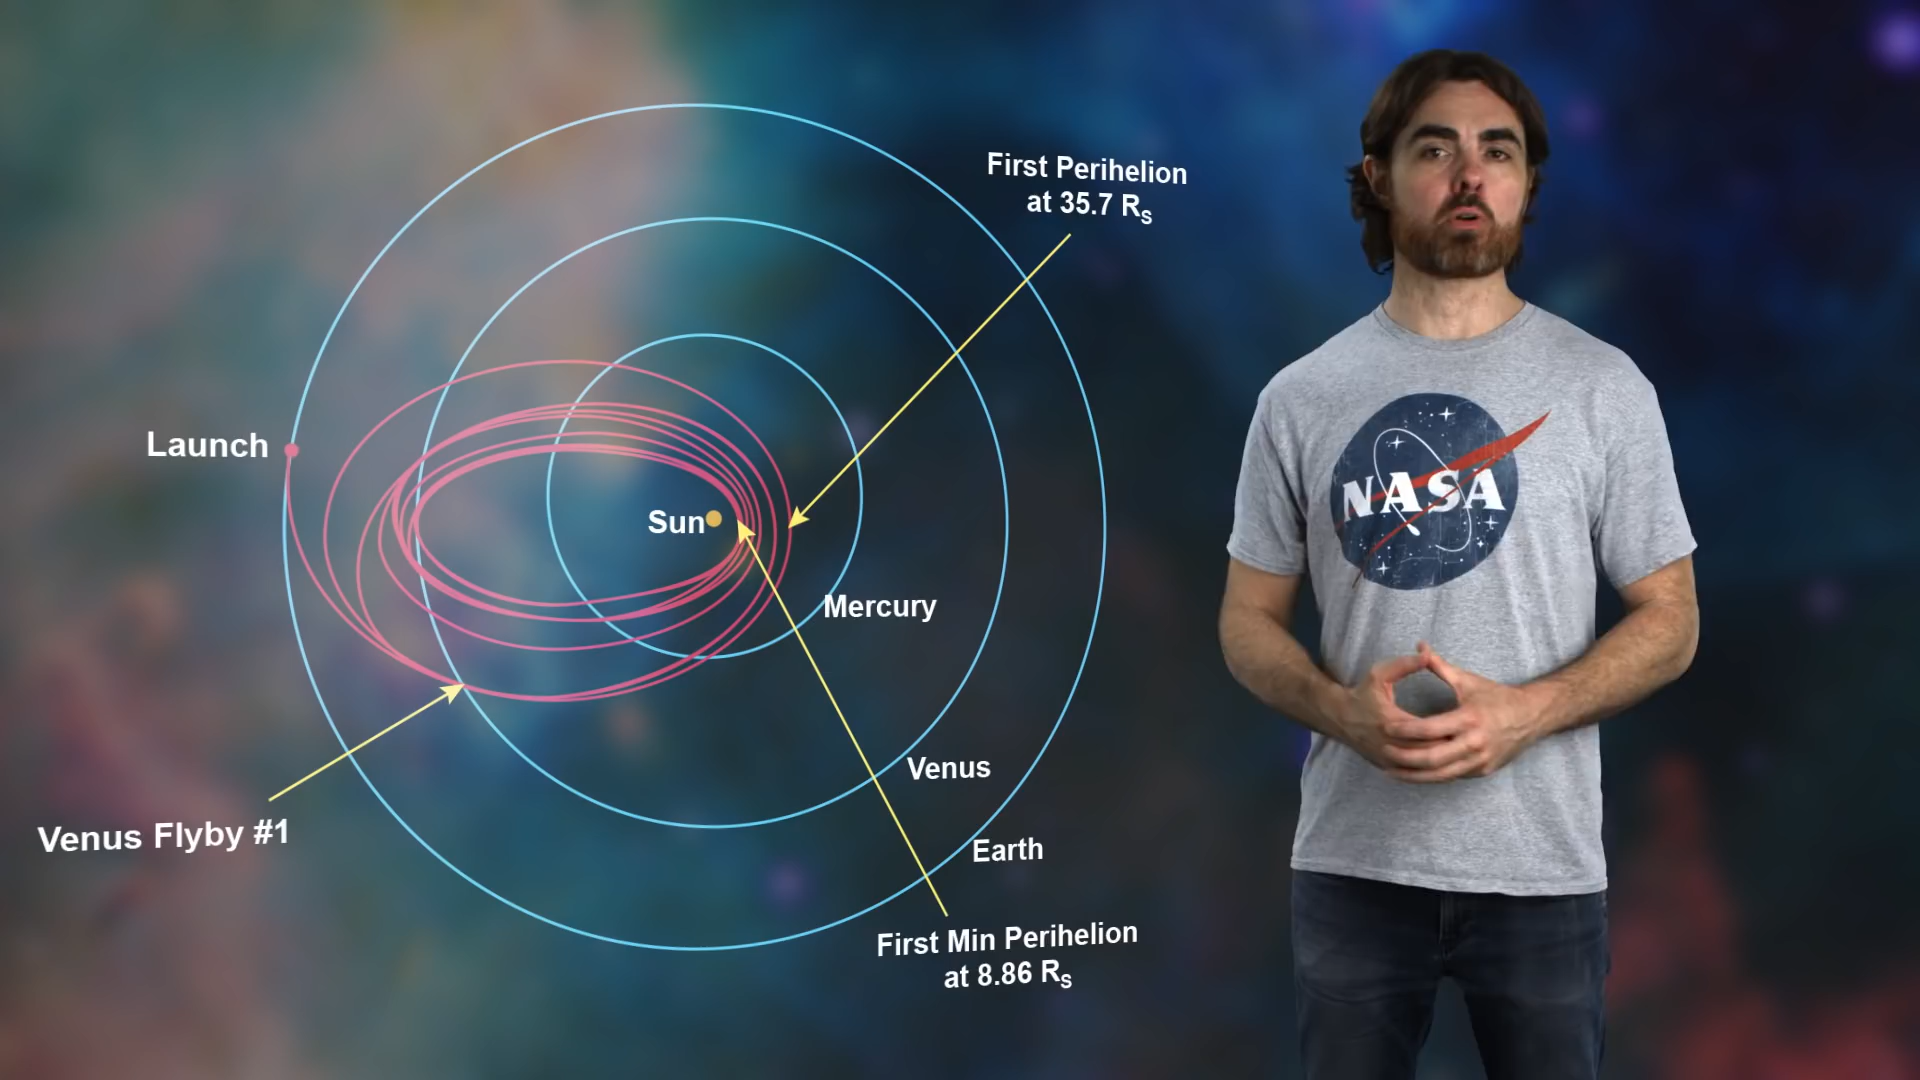 First Perihelion
at 35.7 Rs
Launch
Sun
NASA
Mercury
Venus
Venus Flyby #1
Earth
First Min Perihelion
at 8.86 Rs